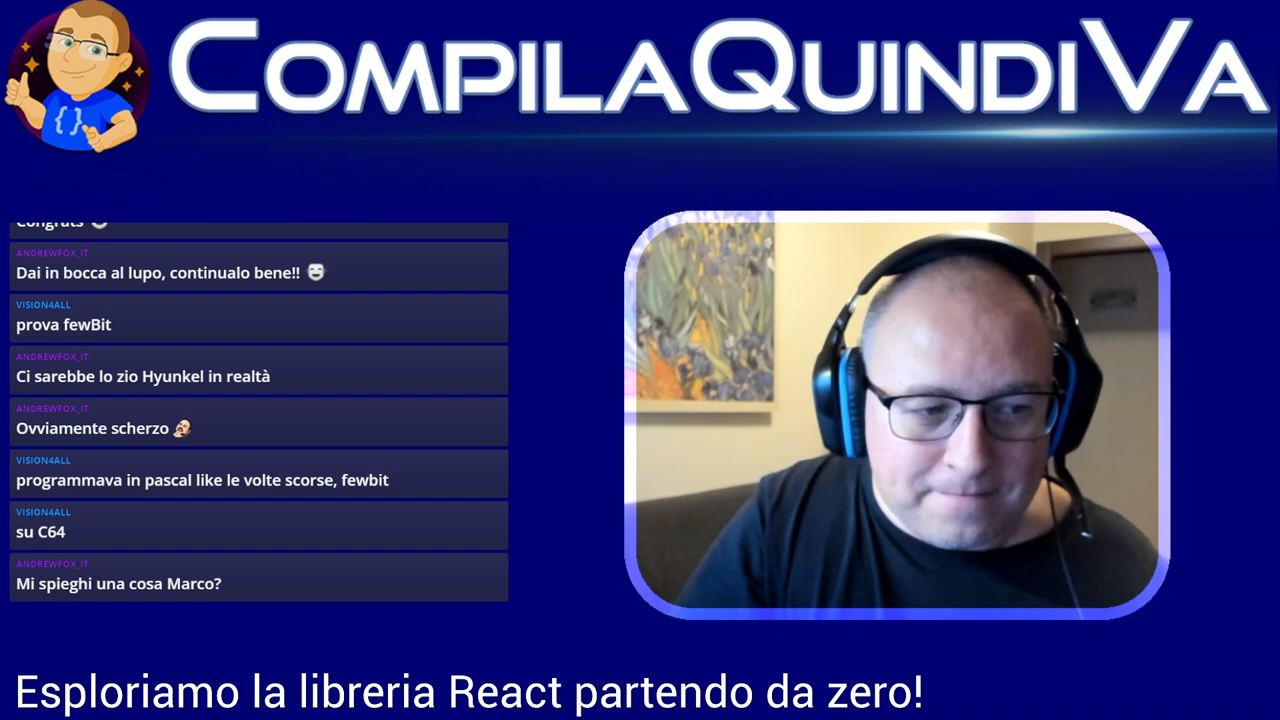 COMPILAQUINDIVA
{ }
Congrats
ANDREWFOX_IT
Dai in bocca al lupo, continualo bene!!
VISION4ALL
prova fewBit
ANDREWFOX_IT
Ci sarebbe lo zio Hyunkel in realtà
ANDREWFOX_IT
Ovviamente scherzo
VISION4ALL
programmava in pascal like le volte scorse, fewbit
VISION4ALL
su C64
ANDREWFOX_IT
Mi spieghi una cosa Marco?
Esploriamo la libreria React partendo da zero!